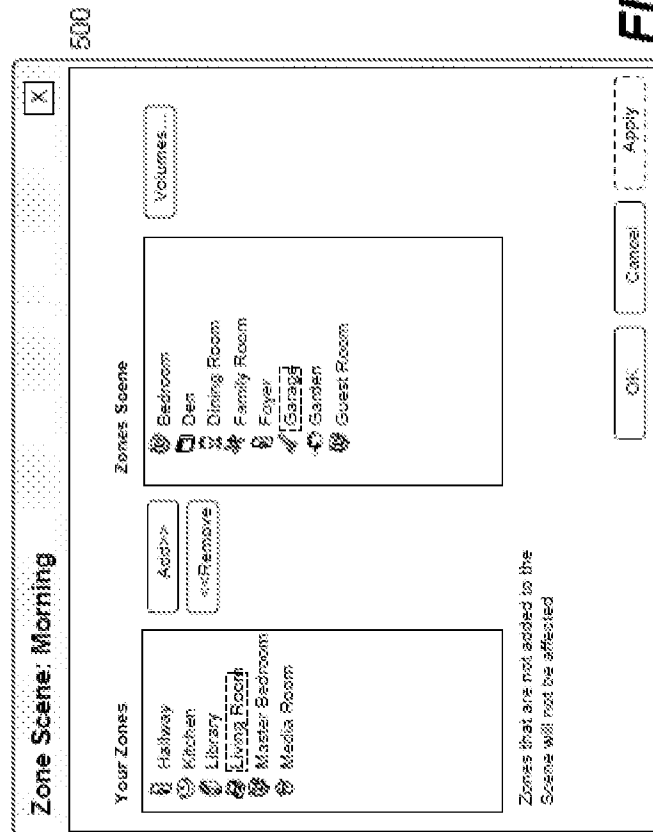 Zone Scene: Morning
X
500
Your Zones
Hallway
Kitchen
Library
Living Room
Master Bedroom
Media Room
Add>>
<<Remove
Zones Scene
Bedroom
Den
Dining Room
Family Room
Foyer
Garage
Garden
Guest Room
Volumes...
Zones that are not added to the
Scene will not be affected
OK
Cancel
Apply